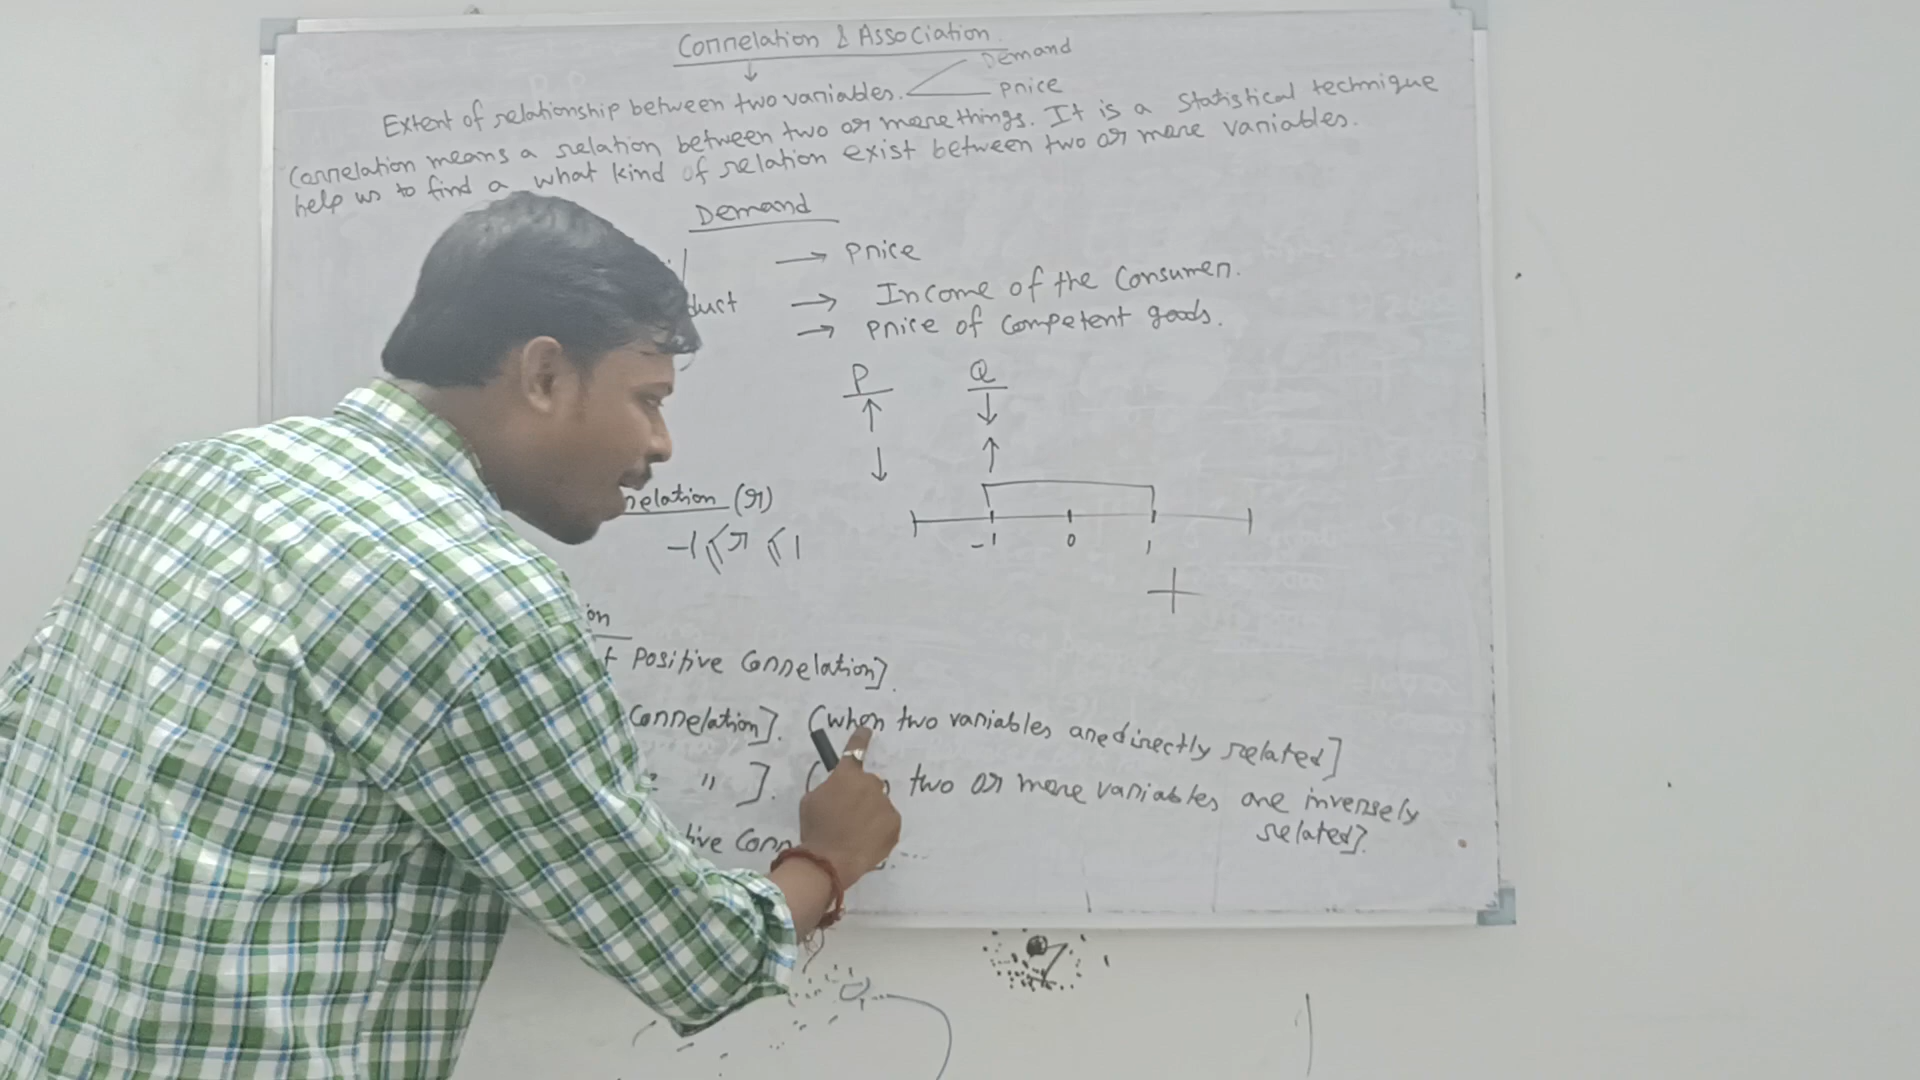 Correlation & Association
Demand
Extent of relationship between two variables.
Price
Correlation means a relation between two or more things. It is a statistical technique
help us to find a what kind of relation exist between two or more variables.
Demand
→ Price
duct → Income of the Consumer.
→ Price of Competent goods.
P Q
↑ ↓
↓ ↑
relation (r)
-1 ≤ r ≤ 1
-1 0 1
+
on
t Positive Correlation].
Correlation]. (when two variables are directly related]
" ]. ( two or more variables are inversely
related].
tive Corr